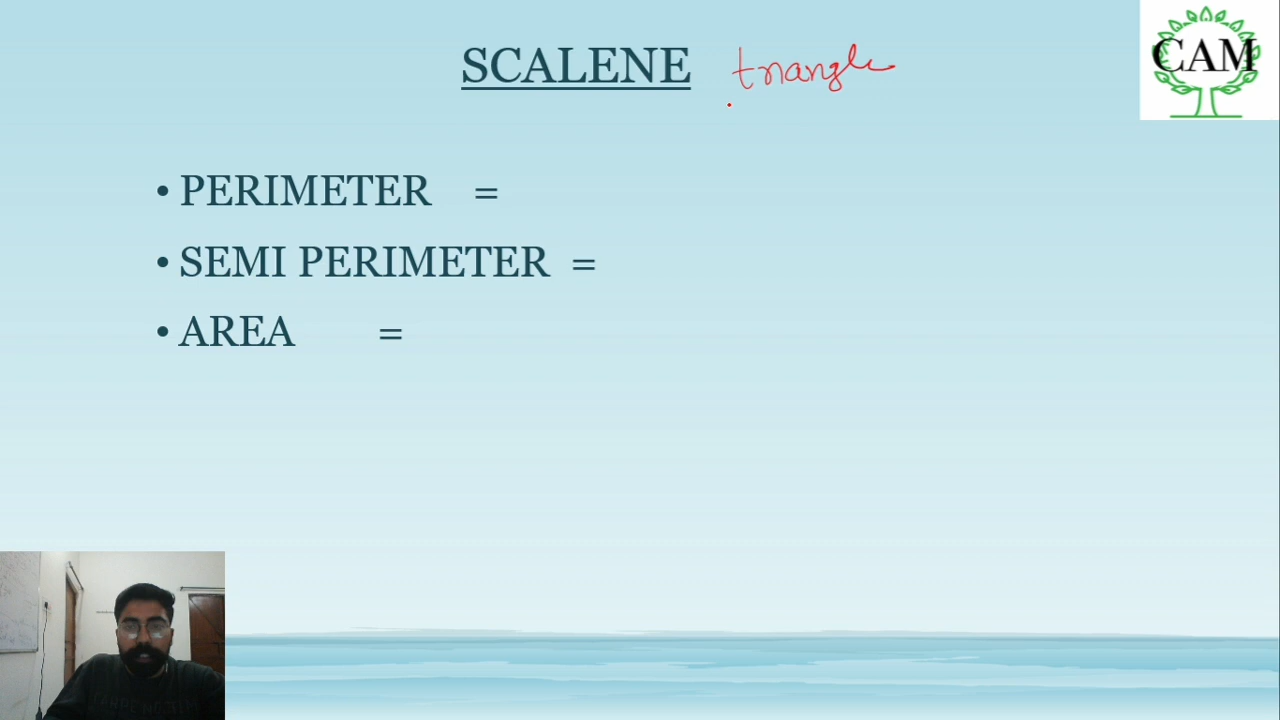 SCALENE triangle
CAM
• PERIMETER =
• SEMI PERIMETER =
• AREA =